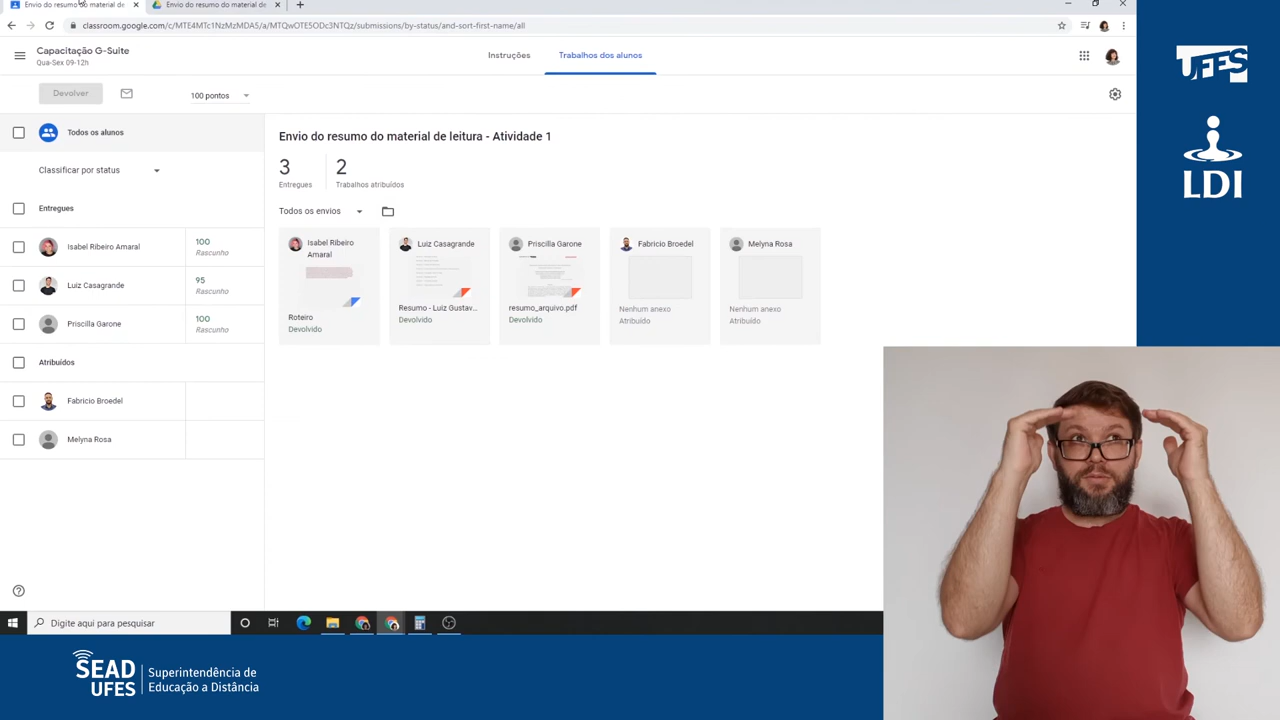 Envio do resumo do material de
Envio do resumo do material de
classroom.google.com/c/MTE4MTc1NzMzMDA5/a/MTQwOTE5ODc3NTQz/submissions/by-status/and-sort-first-name/all
Capacitação G-Suite
Qua-Sex 09-12h
Instruções
Trabalhos dos alunos
Devolver
100 pontos
Todos os alunos
Classificar por status
Entregues
Isabel Ribeiro Amaral
100
Rascunho
Luiz Casagrande
95
Rascunho
Priscilla Garone
100
Rascunho
Atribuídos
Fabricio Broedel
Melyna Rosa
Envio do resumo do material de leitura - Atividade 1
3
Entregues
2
Trabalhos atribuídos
Todos os envios
Isabel Ribeiro
Amaral
Roteiro
Devolvido
Luiz Casagrande
Resumo - Luiz Gustav...
Devolvido
Priscilla Garone
resumo_arquivo.pdf
Devolvido
Fabricio Broedel
Nenhum anexo
Atribuído
Melyna Rosa
Nenhum anexo
Atribuído
Digite aqui para pesquisar
UFES
LDI
SEAD
UFES
Superintendência de
Educação a Distância